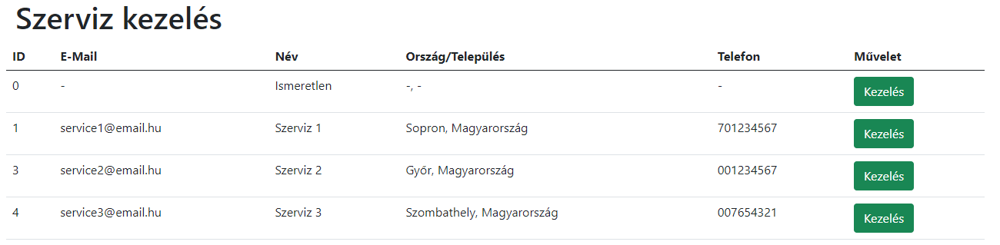 Szerviz kezelés
ID E-Mail Név Ország/Település Telefon Művelet
0 - Ismeretlen -, - - Kezelés
1 service1@email.hu Szerviz 1 Sopron, Magyarország 701234567 Kezelés
3 service2@email.hu Szerviz 2 Győr, Magyarország 001234567 Kezelés
4 service3@email.hu Szerviz 3 Szombathely, Magyarország 007654321 Kezelés